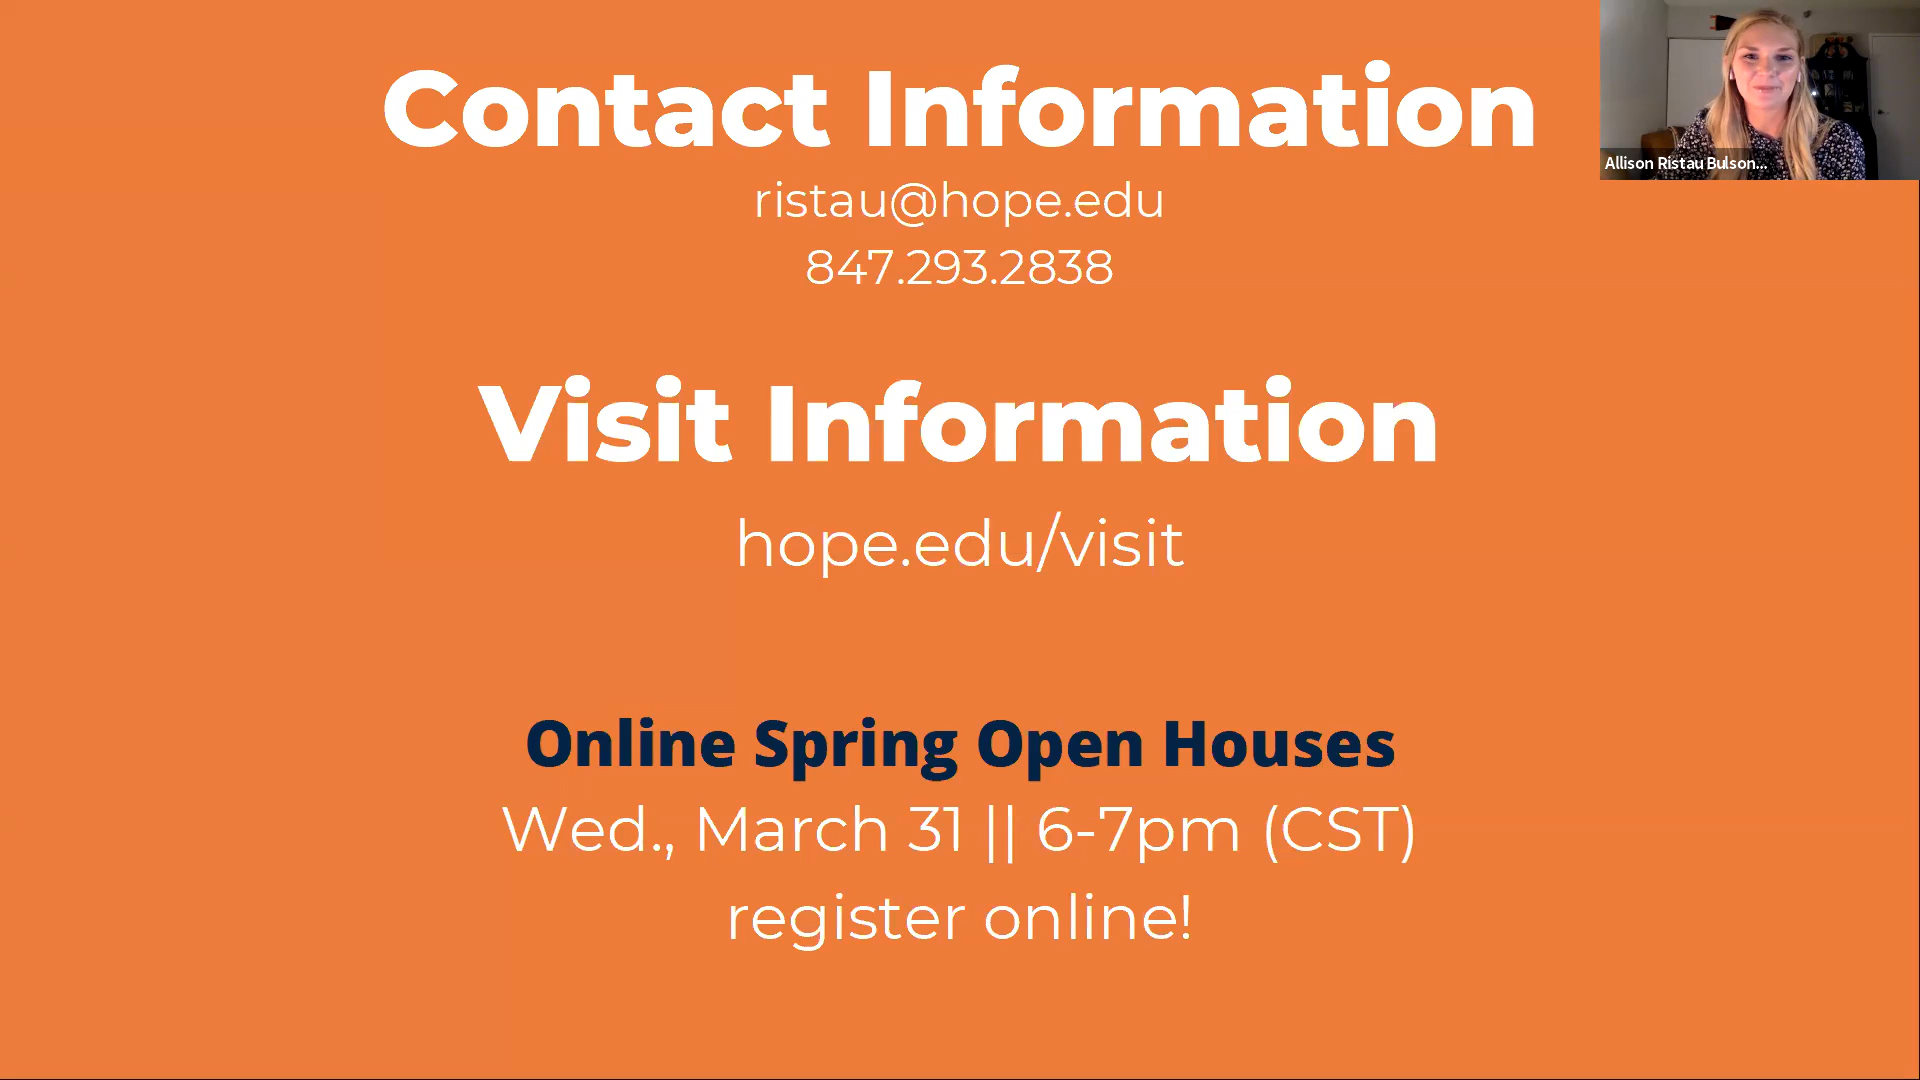 Contact Information
ristau@hope.edu
847.293.2838
Allison Ristau Bulson...
Visit Information
hope.edu/visit
Online Spring Open Houses
Wed., March 31 || 6-7pm (CST)
register online!